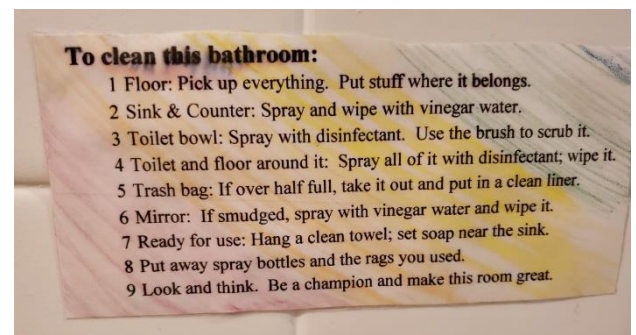 To clean this bathroom:
1 Floor: Pick up everything. Put stuff where it belongs.
2 Sink & Counter: Spray and wipe with vinegar water.
3 Toilet bowl: Spray with disinfectant. Use the brush to scrub it.
4 Toilet and floor around it: Spray all of it with disinfectant; wipe it.
5 Trash bag: If over half full, take it out and put in a clean liner.
6 Mirror: If smudged, spray with vinegar water and wipe it.
7 Ready for use: Hang a clean towel; set soap near the sink.
8 Put away spray bottles and the rags you used.
9 Look and think. Be a champion and make this room great.